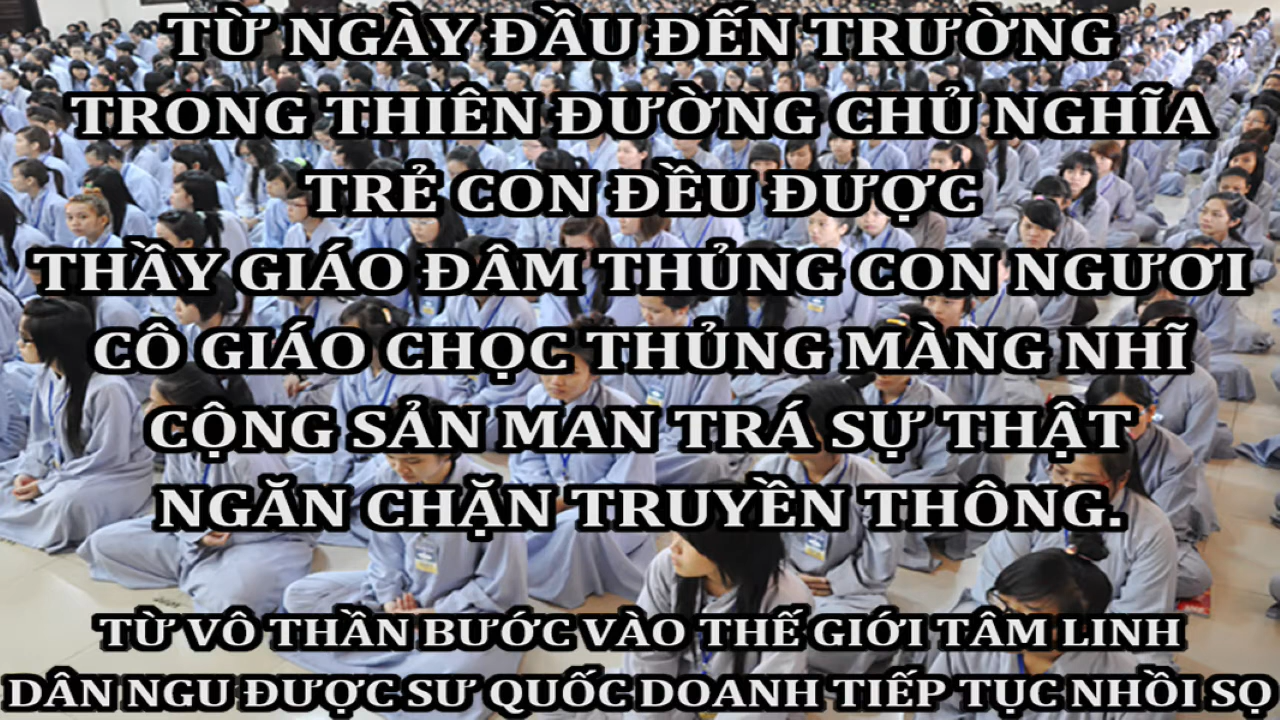 TỪ NGÀY ĐẦU ĐẾN TRƯỜNG
TRONG THIÊN ĐƯỜNG CHỦ NGHĨA
TRẺ CON ĐỀU ĐƯỢC
THẦY GIÁO ĐÂM THỦNG CON NGƯƠI
CÔ GIÁO CHỌC THỦNG MÀNG NHĨ
CỘNG SẢN MAN TRÁ SỰ THẬT
NGĂN CHẶN TRUYỀN THÔNG.
TỪ VÔ THẦN BƯỚC VÀO THẾ GIỚI TÂM LINH
DÂN NGU ĐƯỢC SƯ QUỐC DOANH TIẾP TỤC NHỒI SỌ